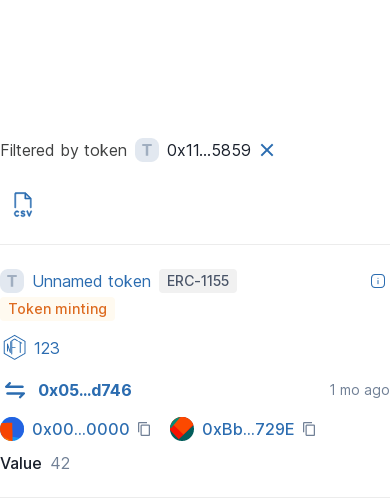 Filtered by token T 0x11...5859
CSV
T Unnamed token ERC-1155
Token minting
NFT 123
0x05...d746 1 mo ago
0x00...0000 0xBb...729E
Value 42